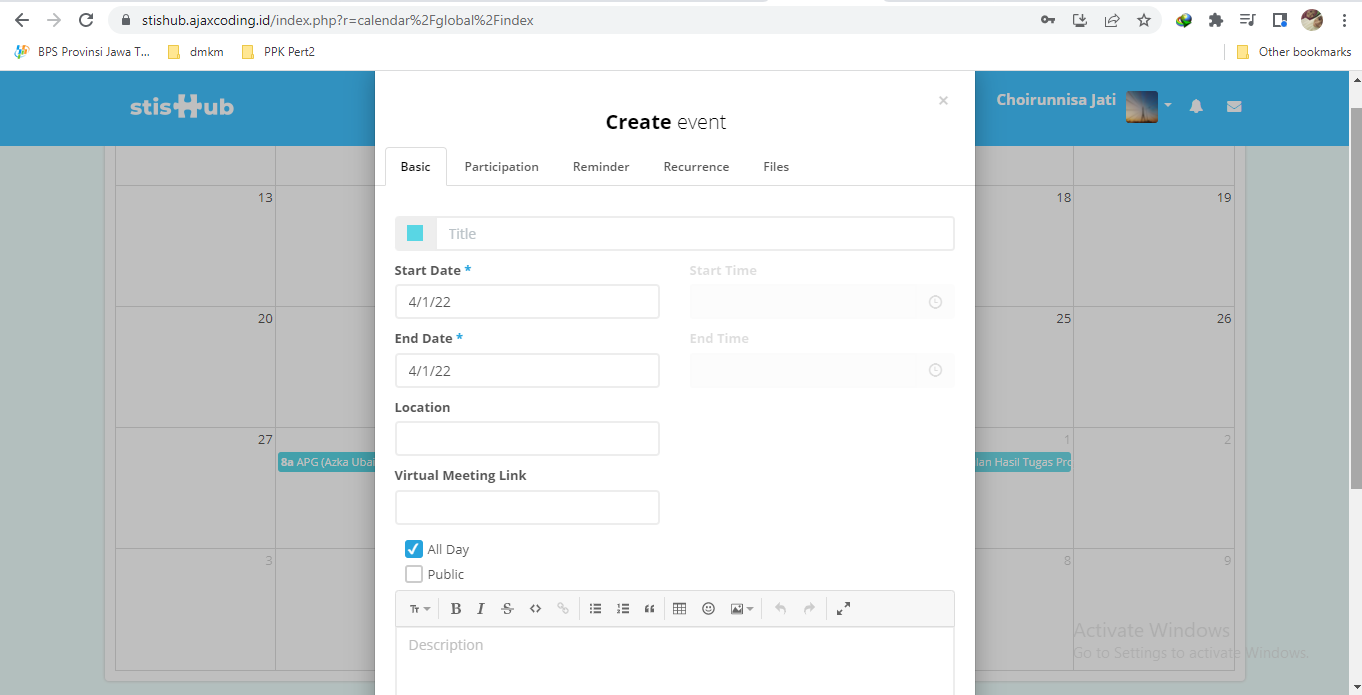 stishub.ajaxcoding.id/index.php?r=calendar%2Fglobal%2Findex
BPS Provinsi Jawa T... dmkm PPK Pert2 Other bookmarks
stisHub
Choirunnisa Jati
×
Create event
Basic Participation Reminder Recurrence Files
13 18 19
Title
Start Date * Start Time
4/1/22
20 25 26
End Date * End Time
4/1/22
Location
27 1 2
8a APG (Azka Ubai
lan Hasil Tugas Pro
Virtual Meeting Link
All Day
3 8 9
Public
Description
Activate Windows
Go to Settings to activate Windows.